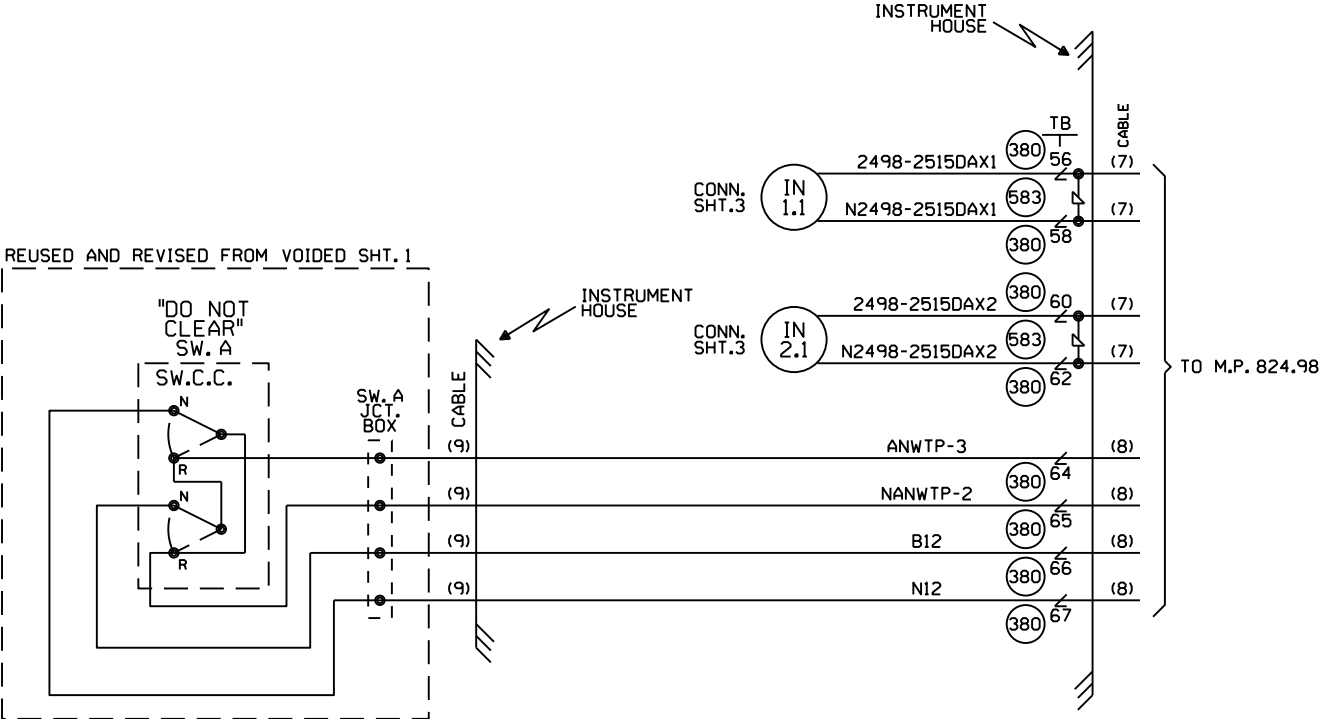 INSTRUMENT
HOUSE
TB
CABLE
380
56
2498-2515DAX1
(7)
CONN.
SHT.3
IN
1.1
583
N2498-2515DAX1
(7)
58
380
REUSED AND REVISED FROM VOIDED SHT.1
INSTRUMENT
HOUSE
380
60
2498-2515DAX2
(7)
CONN.
SHT.3
IN
2.1
583
N2498-2515DAX2
(7)
62
380
TO M.P. 824.98
"DO NOT
CLEAR"
SW. A
SW.C.C.
N
R
N
R
SW. A
JCT.
BOX
CABLE
(9)
ANWTP-3
(8)
380
64
(9)
NANWTP-2
(8)
380
65
(9)
B12
(8)
380
66
(9)
N12
(8)
380
67